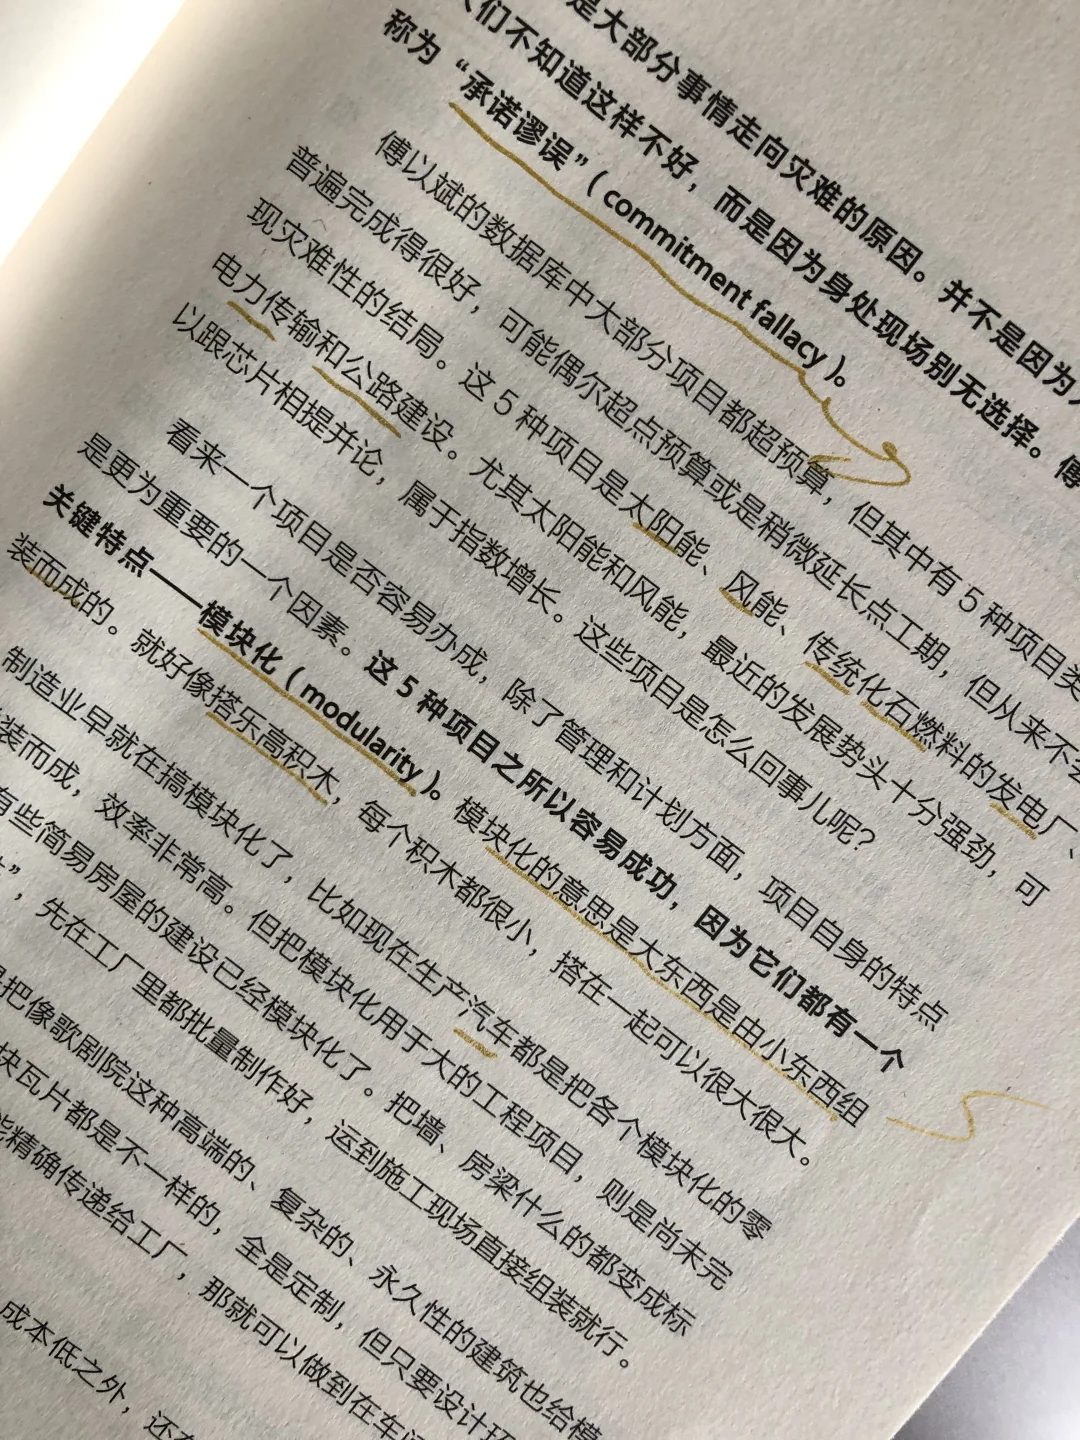 是大部分事情走向灾难的原因。并不是因为
们不知道这样不好，而是因为身处现场别无选择。傅
称为“承诺谬误”（commitment fallacy）。
傅以斌的数据库中大部分项目都超预算，但其中有5种项目类
普遍完成得很好，可能偶尔超点预算或是稍微延长点工期，但从来不会
现灾难性的结局。这5种项目是太阳能、风能、传统化石燃料的发电厂、
电力传输和公路建设。尤其太阳能和风能，最近的发展势头十分强劲，可
以跟芯片相提并论，属于指数增长。这些项目是怎么回事儿呢？
看来一个项目是否容易办成，除了管理和计划方面，项目自身的特点
是更为重要的一个因素。这5种项目之所以容易成功，因为它们都有一个
关键特点——模块化（modularity）。模块化的意思是大东西是由小东西组
装而成的。就好像搭乐高积木，每个积木都很小，搭在一起可以很大很大。
制造业早就在搞模块化了，比如现在生产汽车都是把各个模块化的零
装而成，效率非常高。但把模块化用于大的工程项目，则是尚未完
有些简易房屋的建设已经模块化了。把墙、房梁什么的都变成标
”，先在工厂里都批量制作好，运到施工现场直接组装就行。
把像歌剧院这种高端的、复杂的、永久性的建筑也给模
块瓦片都是不一样的，全是定制，但只要设计环
能精确传递给工厂，那就可以做到在车间
成本低之外，还有